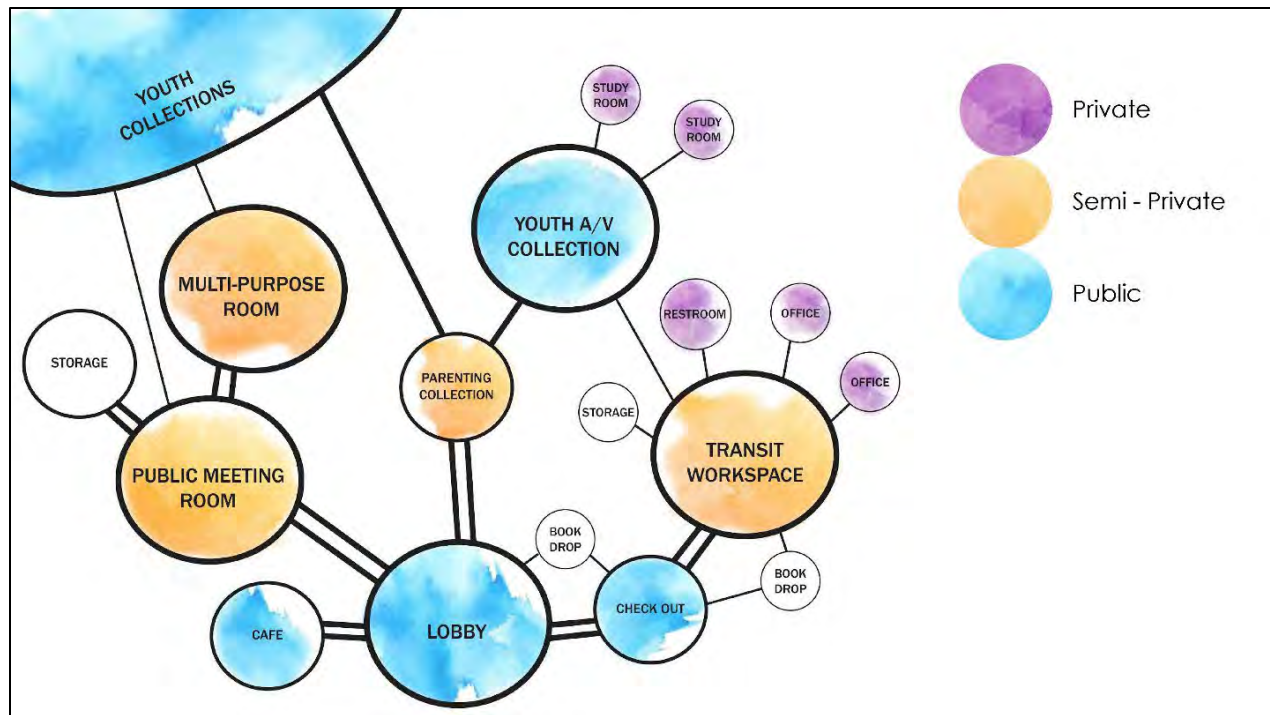 YOUTH
COLLECTIONS
STUDY
ROOM
STUDY
ROOM
YOUTH A/V
COLLECTION
MULTI-PURPOSE
ROOM
RESTROOM
OFFICE
STORAGE
PARENTING
COLLECTION
OFFICE
STORAGE
TRANSIT
WORKSPACE
PUBLIC MEETING
ROOM
BOOK
DROP
BOOK
DROP
CAFE
LOBBY
CHECK OUT
Private
Semi - Private
Public